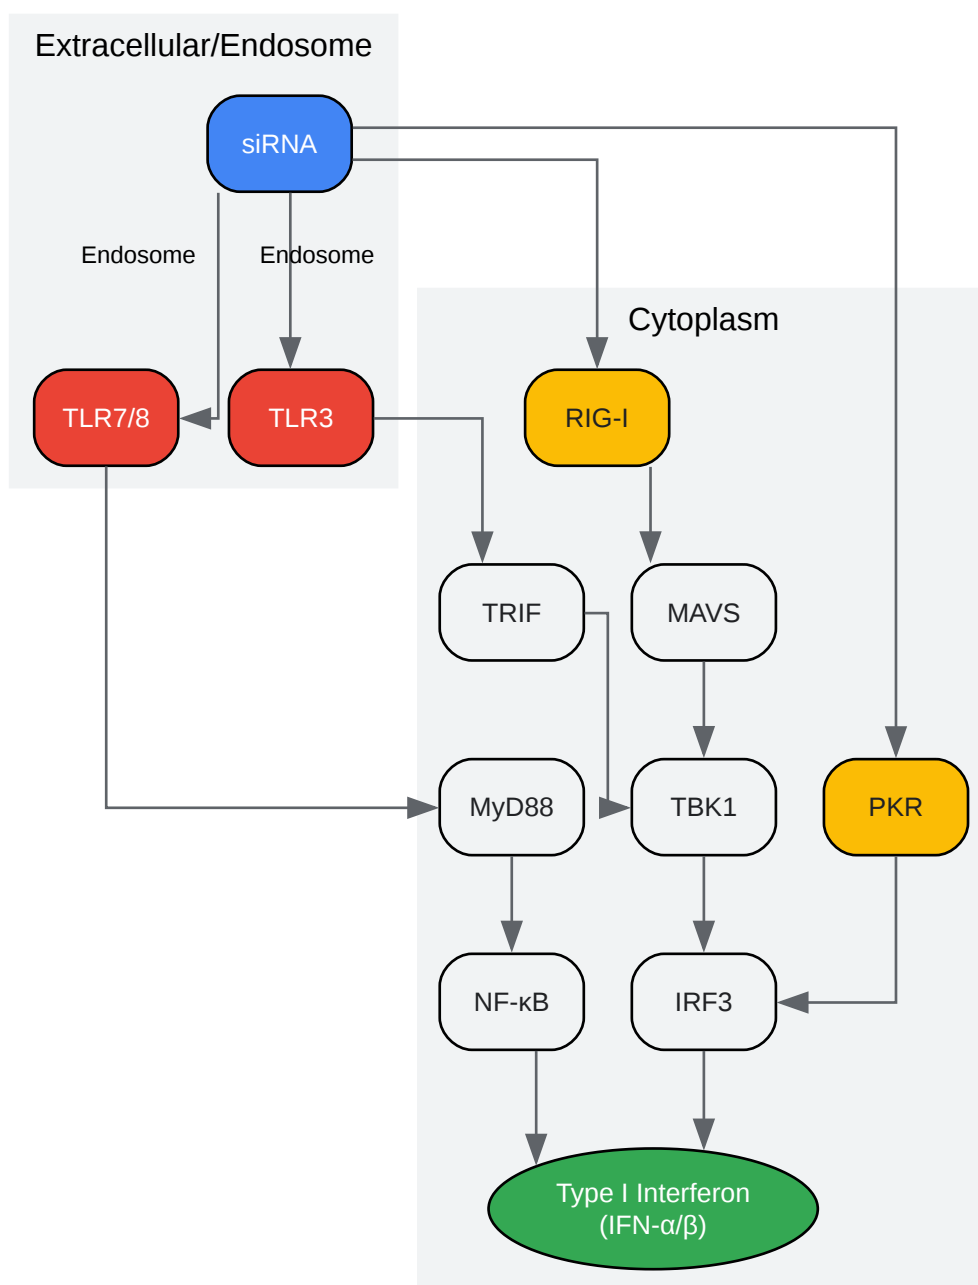 Extracellular/Endosome
siRNA
Endosome
Endosome
Cytoplasm
TLR7/8
TLR3
RIG-I
TRIF
MAVS
MyD88
TBK1
PKR
NF-κB
IRF3
Type I Interferon
(IFN-α/β)